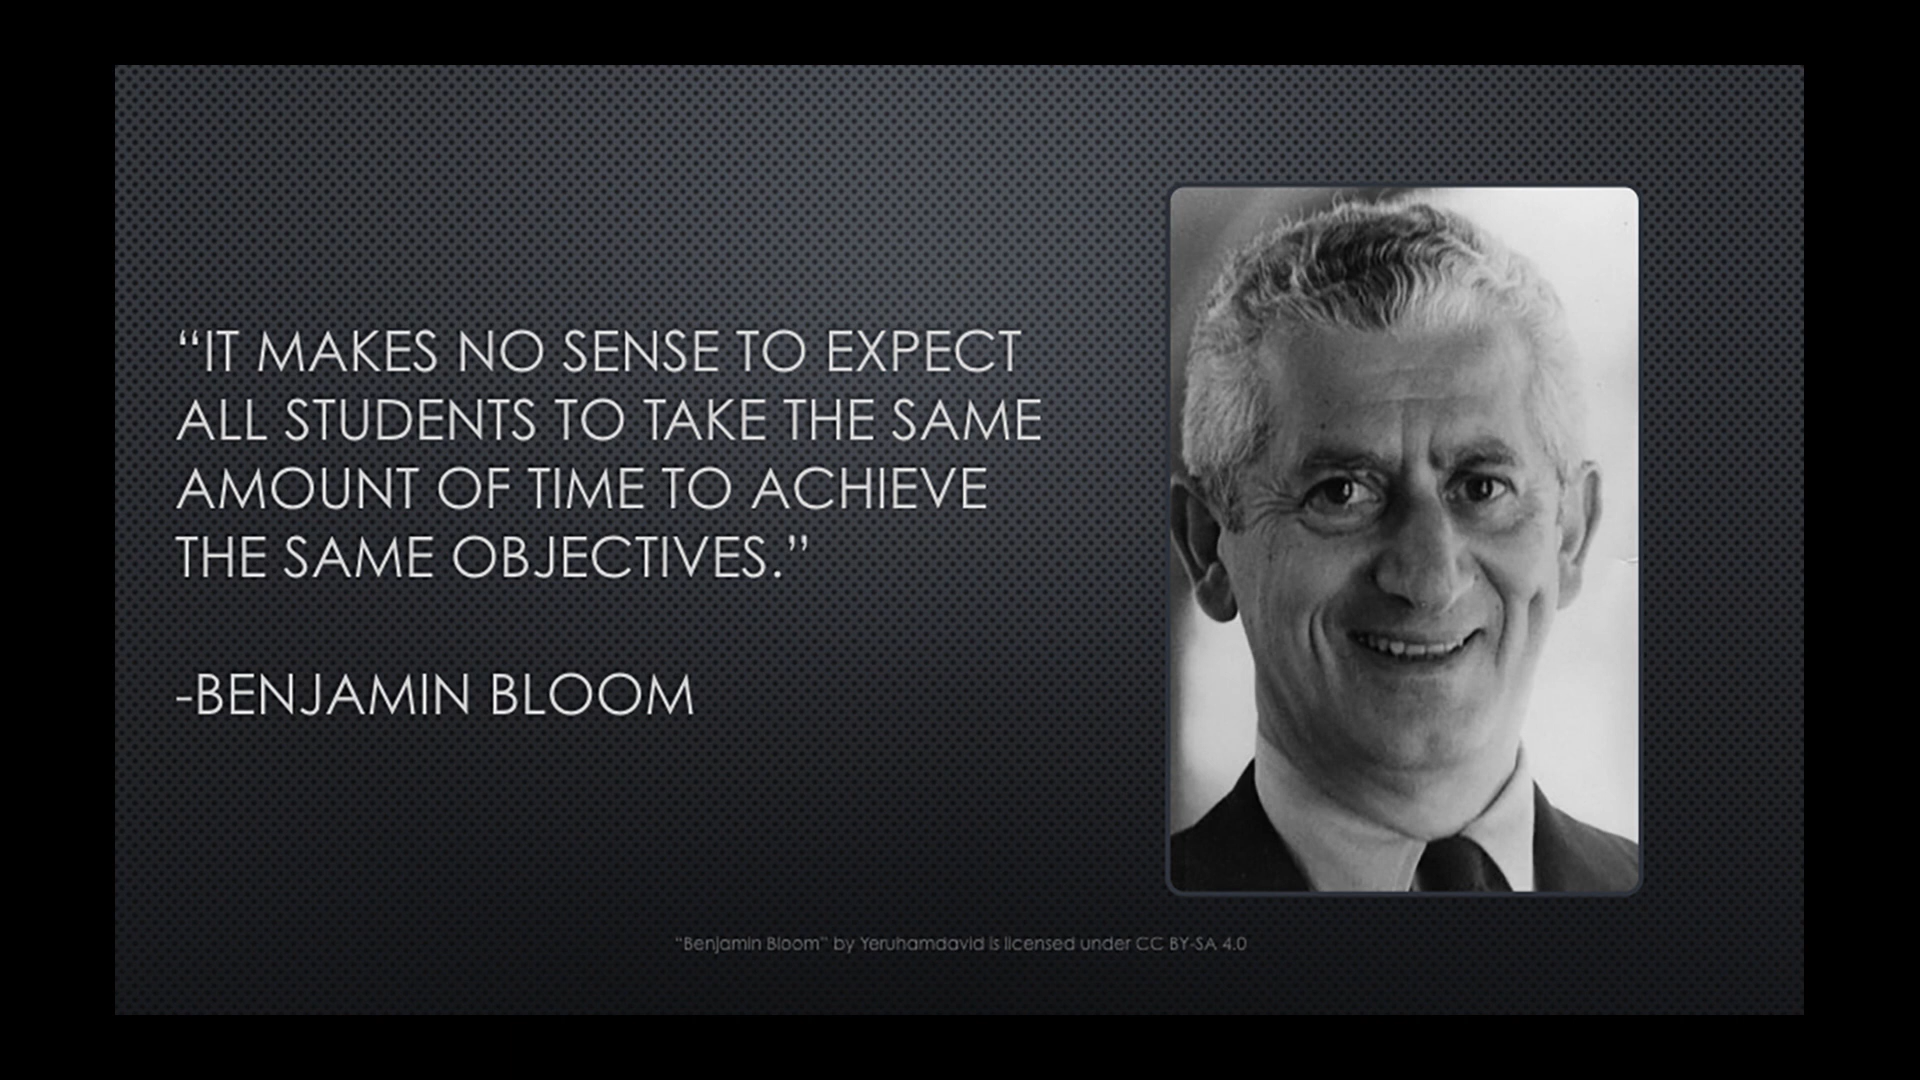 “IT MAKES NO SENSE TO EXPECT
ALL STUDENTS TO TAKE THE SAME
AMOUNT OF TIME TO ACHIEVE
THE SAME OBJECTIVES.”
-BENJAMIN BLOOM
“Benjamin Bloom” by Yeruhamdavid is licensed under CC BY-SA 4.0